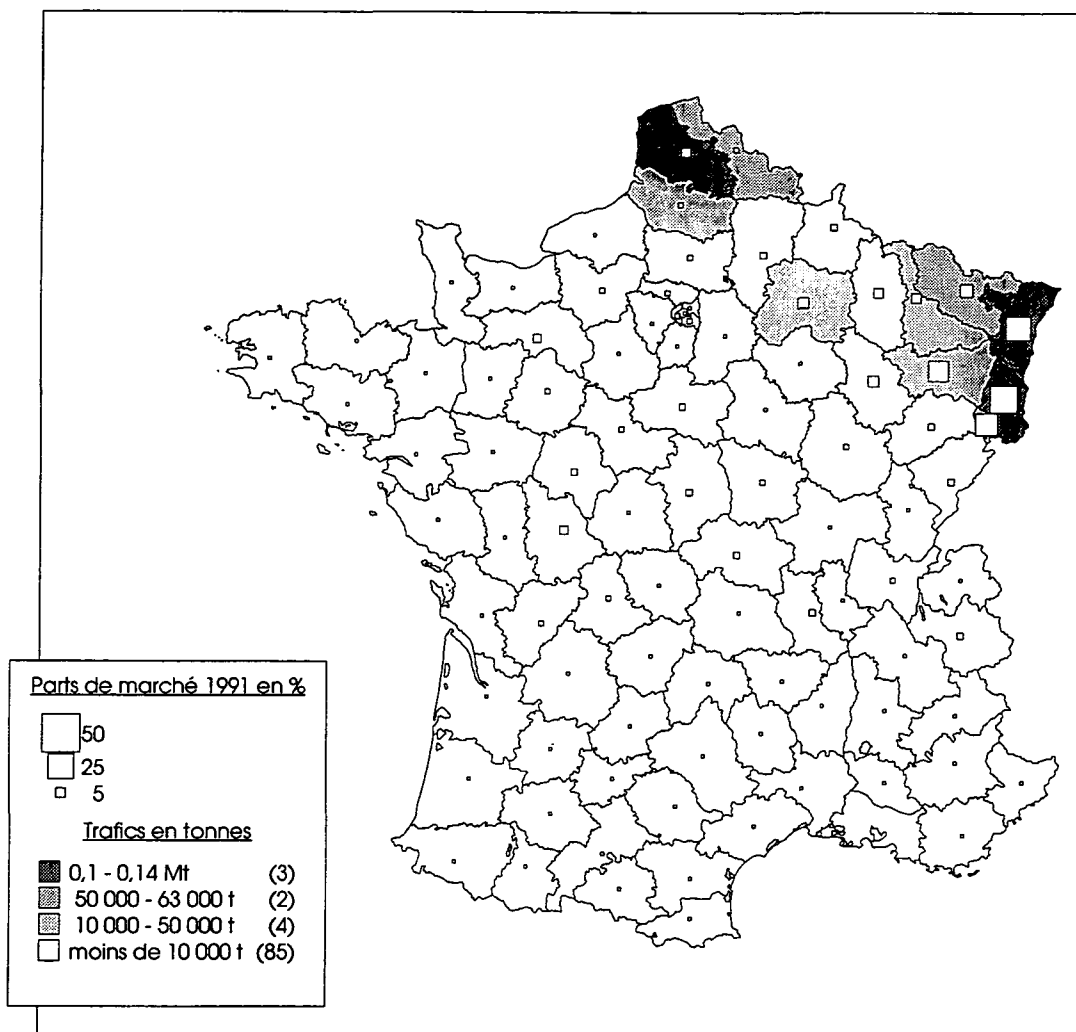 Parts de marché 1991 en %
50
25
5
Trafics en tonnes
0,1 - 0,14 Mt (3)
50 000 - 63 000 t (2)
10 000 - 50 000 t (4)
moins de 10 000 t (85)